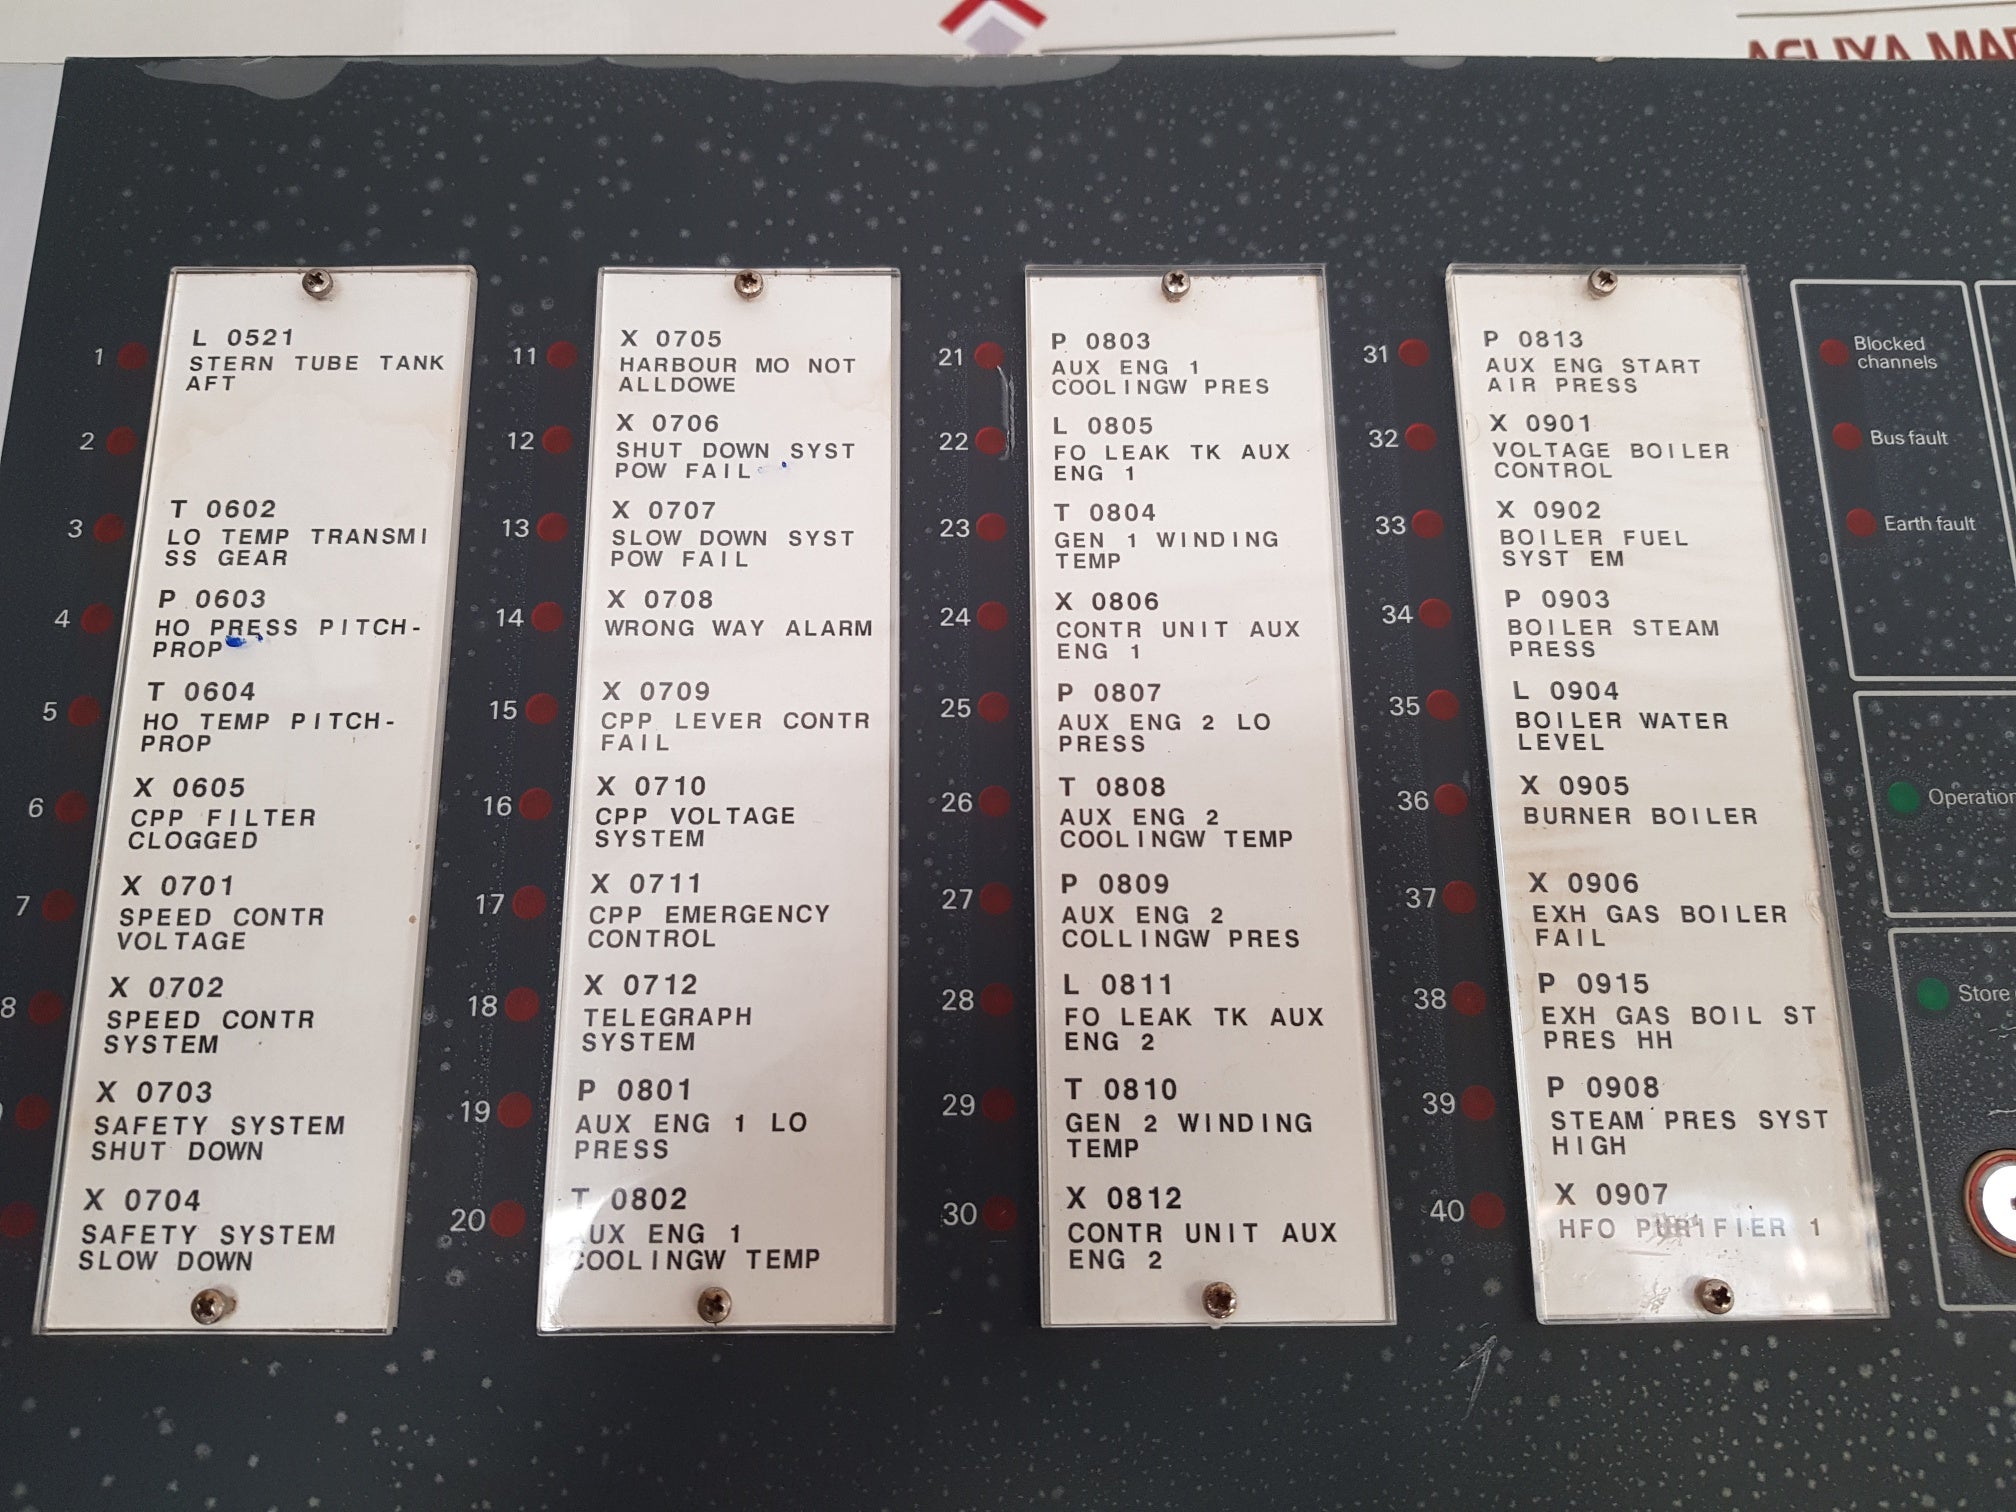 1
L 0521
STERN TUBE TANK
AFT
2
3
T 0602
LO TEMP TRANSMI
SS GEAR
4
P 0603
HO PRESS PITCH-
PROP
5
T 0604
HO TEMP PITCH-
PROP
6
X 0605
CPP FILTER
CLOGGED
7
X 0701
SPEED CONTR
VOLTAGE
8
X 0702
SPEED CONTR
SYSTEM
X 0703
SAFETY SYSTEM
SHUT DOWN
X 0704
SAFETY SYSTEM
SLOW DOWN
11
X 0705
HARBOUR MO NOT
ALLDOWE
12
X 0706
SHUT DOWN SYST
POW FAIL
13
X 0707
SLOW DOWN SYST
POW FAIL
14
X 0708
WRONG WAY ALARM
15
X 0709
CPP LEVER CONTR
FAIL
16
X 0710
CPP VOLTAGE
SYSTEM
17
X 0711
CPP EMERGENCY
CONTROL
18
X 0712
TELEGRAPH
SYSTEM
19
P 0801
AUX ENG 1 LO
PRESS
20
T 0802
AUX ENG 1
COOLINGW TEMP
21
P 0803
AUX ENG 1
COOLINGW PRES
22
L 0805
FO LEAK TK AUX
ENG 1
23
T 0804
GEN 1 WINDING
TEMP
24
X 0806
CONTR UNIT AUX
ENG 1
25
P 0807
AUX ENG 2 LO
PRESS
26
T 0808
AUX ENG 2
COOLINGW TEMP
27
P 0809
AUX ENG 2
COLLINGW PRES
28
L 0811
FO LEAK TK AUX
ENG 2
29
T 0810
GEN 2 WINDING
TEMP
30
X 0812
CONTR UNIT AUX
ENG 2
31
P 0813
AUX ENG START
AIR PRESS
32
X 0901
VOLTAGE BOILER
CONTROL
33
X 0902
BOILER FUEL
SYST EM
34
P 0903
BOILER STEAM
PRESS
35
L 0904
BOILER WATER
LEVEL
36
X 0905
BURNER BOILER
37
X 0906
EXH GAS BOILER
FAIL
38
P 0915
EXH GAS BOIL ST
PRES HH
39
P 0908
STEAM PRES SYST
HIGH
40
X 0907
HFO PURIFIER 1
Blocked
channels
Bus fault
Earth fault
Operation
Store